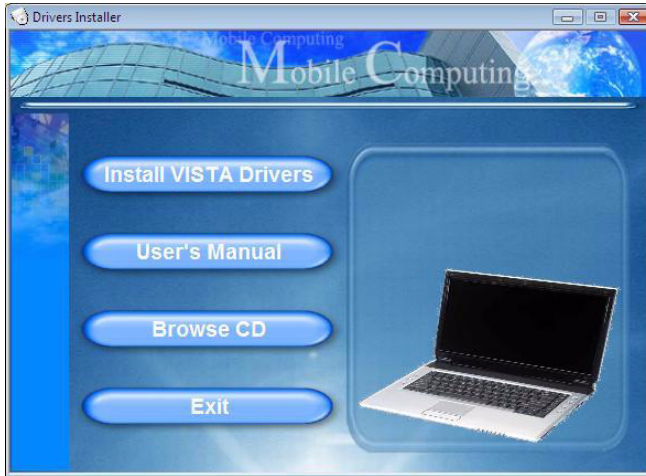 Drivers Installer
Mobile Computing
Mobile Computing
Install VISTA Drivers
User's Manual
Browse CD
Exit